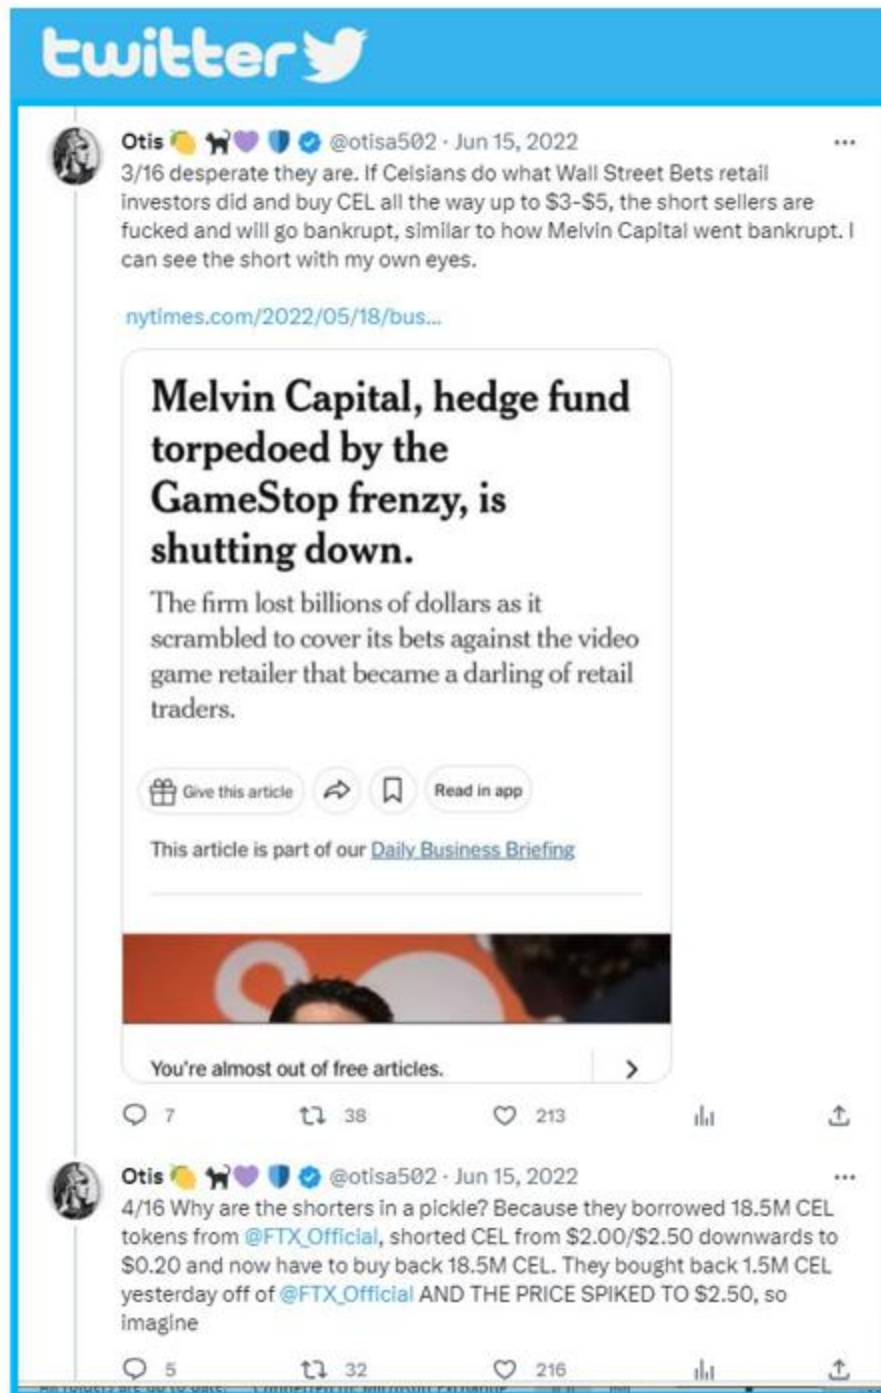 twitter
Otis @otisa502 · Jun 15, 2022
3/16 desperate they are. If Celsians do what Wall Street Bets retail
investors did and buy CEL all the way up to $3-$5, the short sellers are
fucked and will go bankrupt, similar to how Melvin Capital went bankrupt. I
can see the short with my own eyes.
nytimes.com/2022/05/18/bus...
Melvin Capital, hedge fund
torpedoed by the
GameStop frenzy, is
shutting down.
The firm lost billions of dollars as it
scrambled to cover its bets against the video
game retailer that became a darling of retail
traders.
Give this article Read in app
This article is part of our Daily Business Briefing
You're almost out of free articles.
7 38 213
Otis @otisa502 · Jun 15, 2022
4/16 Why are the shorters in a pickle? Because they borrowed 18.5M CEL
tokens from @FTX_Official, shorted CEL from $2.00/$2.50 downwards to
$0.20 and now have to buy back 18.5M CEL. They bought back 1.5M CEL
yesterday off of @FTX_Official AND THE PRICE SPIKED TO $2.50, so
imagine
5 32 216